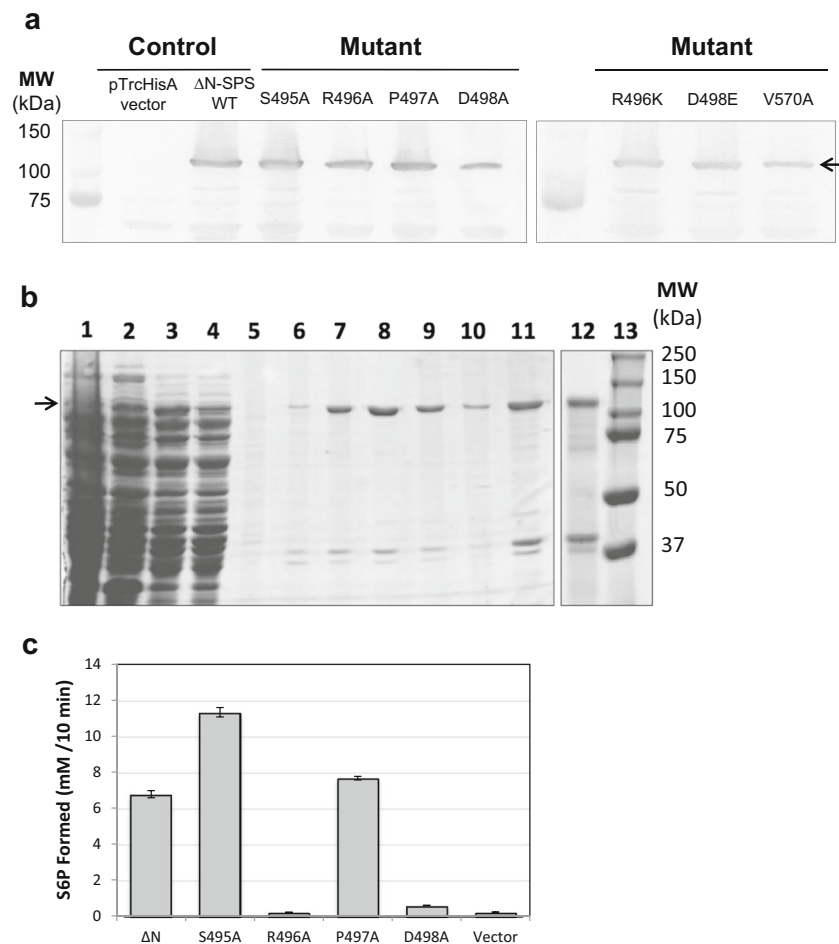 a
Control
Mutant
Mutant
MW
(kDa)
pTrcHisA
vector
ΔN-SPS
WT
S495A
R496A
P497A
D498A
R496K
D498E
V570A
150
100
75
b
1 2 3 4 5 6 7 8 9 10 11 12 13
MW
(kDa)
250
150
100
75
50
37
c
S6P Formed (mM /10 min)
14
12
10
8
6
4
2
0
ΔN S495A R496A P497A D498A Vector